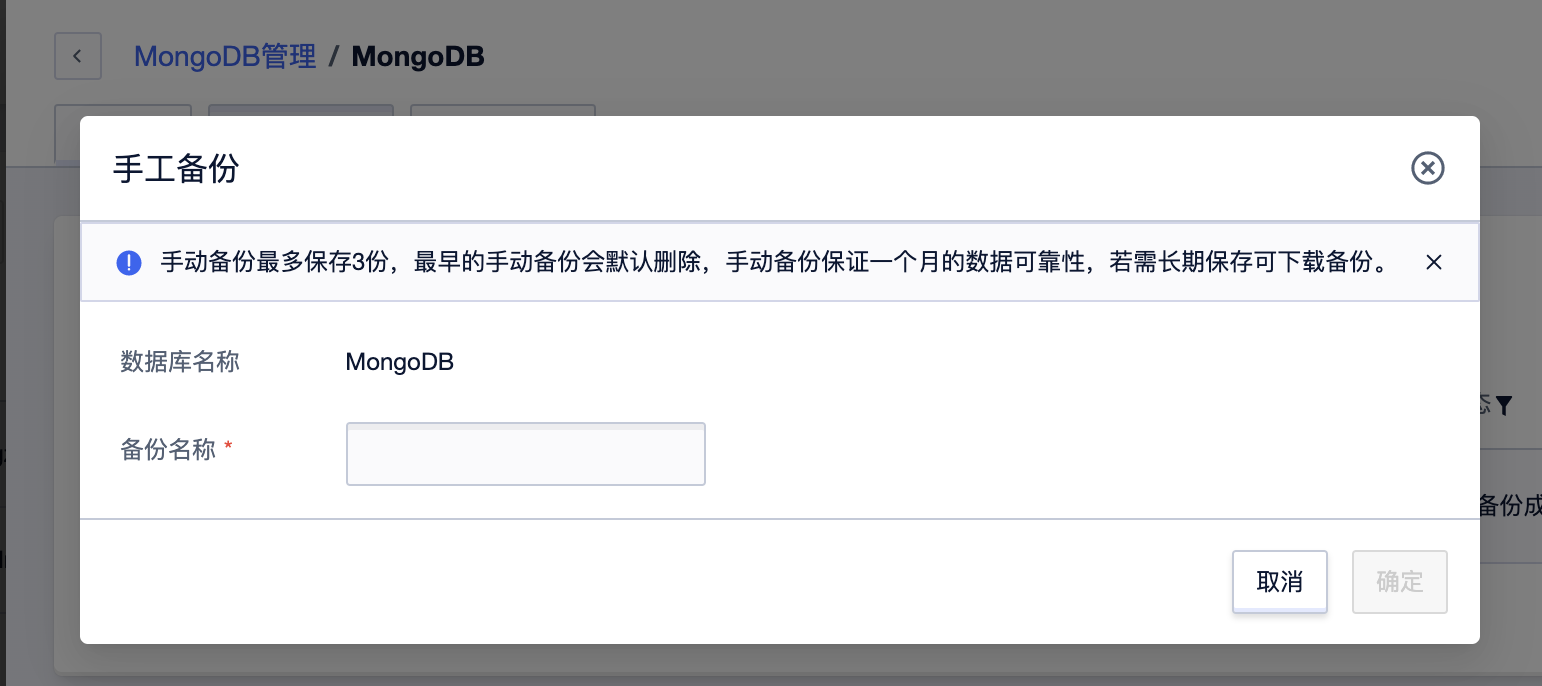 MongoDB管理 / MongoDB
手工备份
手动备份最多保存3份，最早的手动备份会默认删除，手动备份保证一个月的数据可靠性，若需长期保存可下载备份。
数据库名称 MongoDB
备份名称 *
备份成
取消 确定